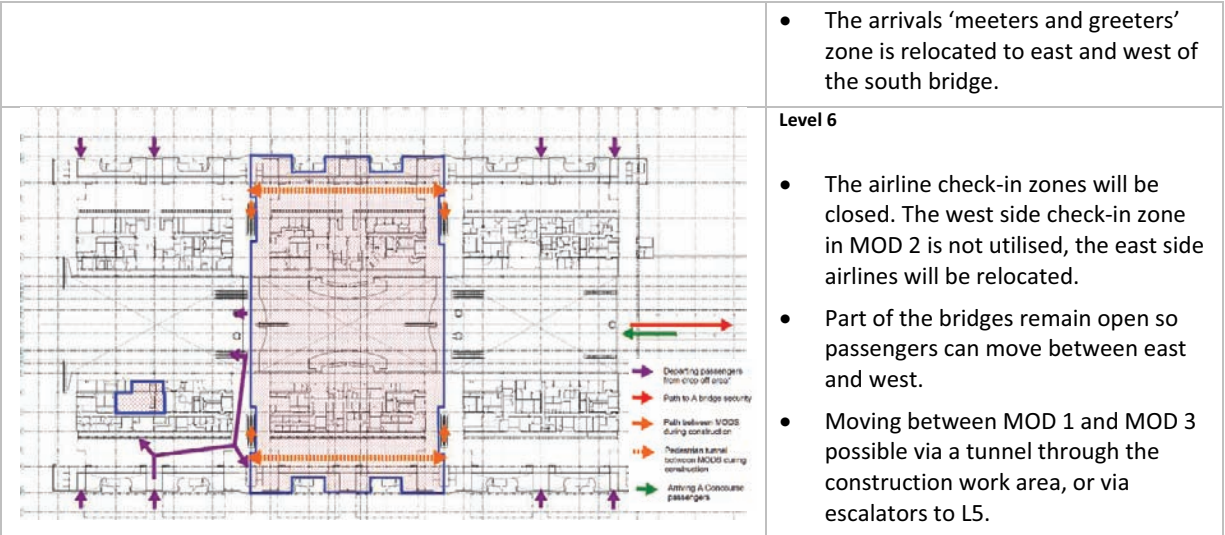 • The arrivals ‘meeters and greeters’
zone is relocated to east and west of
the south bridge.
Level 6
• The airline check-in zones will be
closed. The west side check-in zone
in MOD 2 is not utilised, the east side
airlines will be relocated.
• Part of the bridges remain open so
passengers can move between east
and west.
• Moving between MOD 1 and MOD 3
possible via a tunnel through the
construction work area, or via
escalators to L5.
Departing passengers
from drop off area*
Path to A bridge security
Path between MODS
during construction
Pedestrian tunnel
between MODS during
construction
Arriving A Concourse
passengers